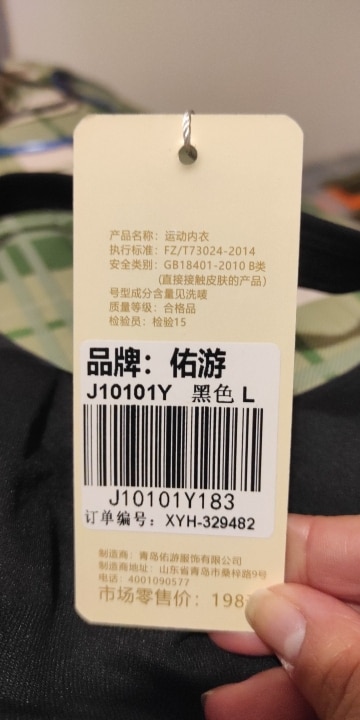 产品名称：运动内衣
执行标准：FZ/T73024-2014
安全类别：GB18401-2010 B类
(直接接触皮肤的产品)
号型成分含量见洗唛
质量等级：合格品
检验员：检验15
品牌：佑游
J10101Y 黑色 L
J10101Y183
订单编号：XYH-329482
制造商：青岛佑游服饰有限公司
制造商地址：山东省青岛市桑梓路9号
电话：4001090577
市场零售价：198